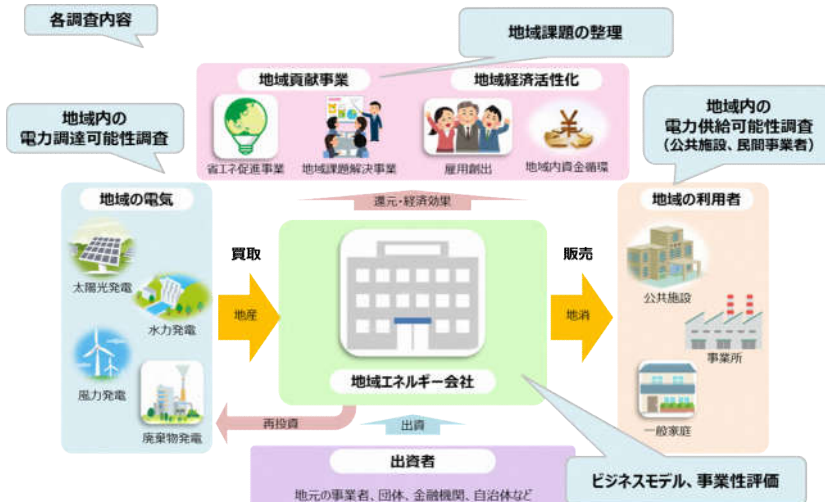 各調査内容
地域課題の整理
地域貢献事業
地域経済活性化
省エネ促進事業
地域課題解決事業
雇用創出
地域内資金循環
地域内の
電力調達可能性調査
地域内の
電力供給可能性調査
(公共施設、民間事業者)
還元・経済効果
地域の電気
太陽光発電
水力発電
風力発電
廃棄物発電
買取
地産
地域エネルギー会社
販売
地消
地域の利用者
公共施設
事業所
一般家庭
再投資
出資
出資者
地元の事業者、団体、金融機関、自治体など
ビジネスモデル、事業性評価